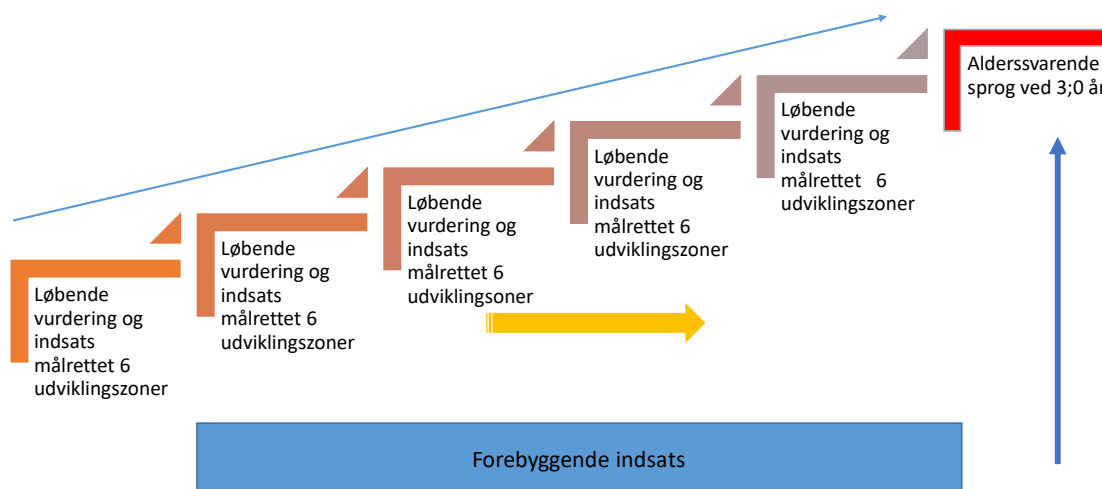 Løbende
vurdering og
indsats
målrettet 6
udviklingszoner
Løbende
vurdering og
indsats
målrettet 6
udviklingszoner
Løbende
vurdering og
indsats
målrettet 6
udviklingsoner
Løbende
vurdering og
indsats
målrettet 6
udviklingszoner
Løbende
vurdering og
indsats
målrettet 6
udviklingzoner
Alderssvarende
sprog ved 3;0 år
Forebyggende indsats